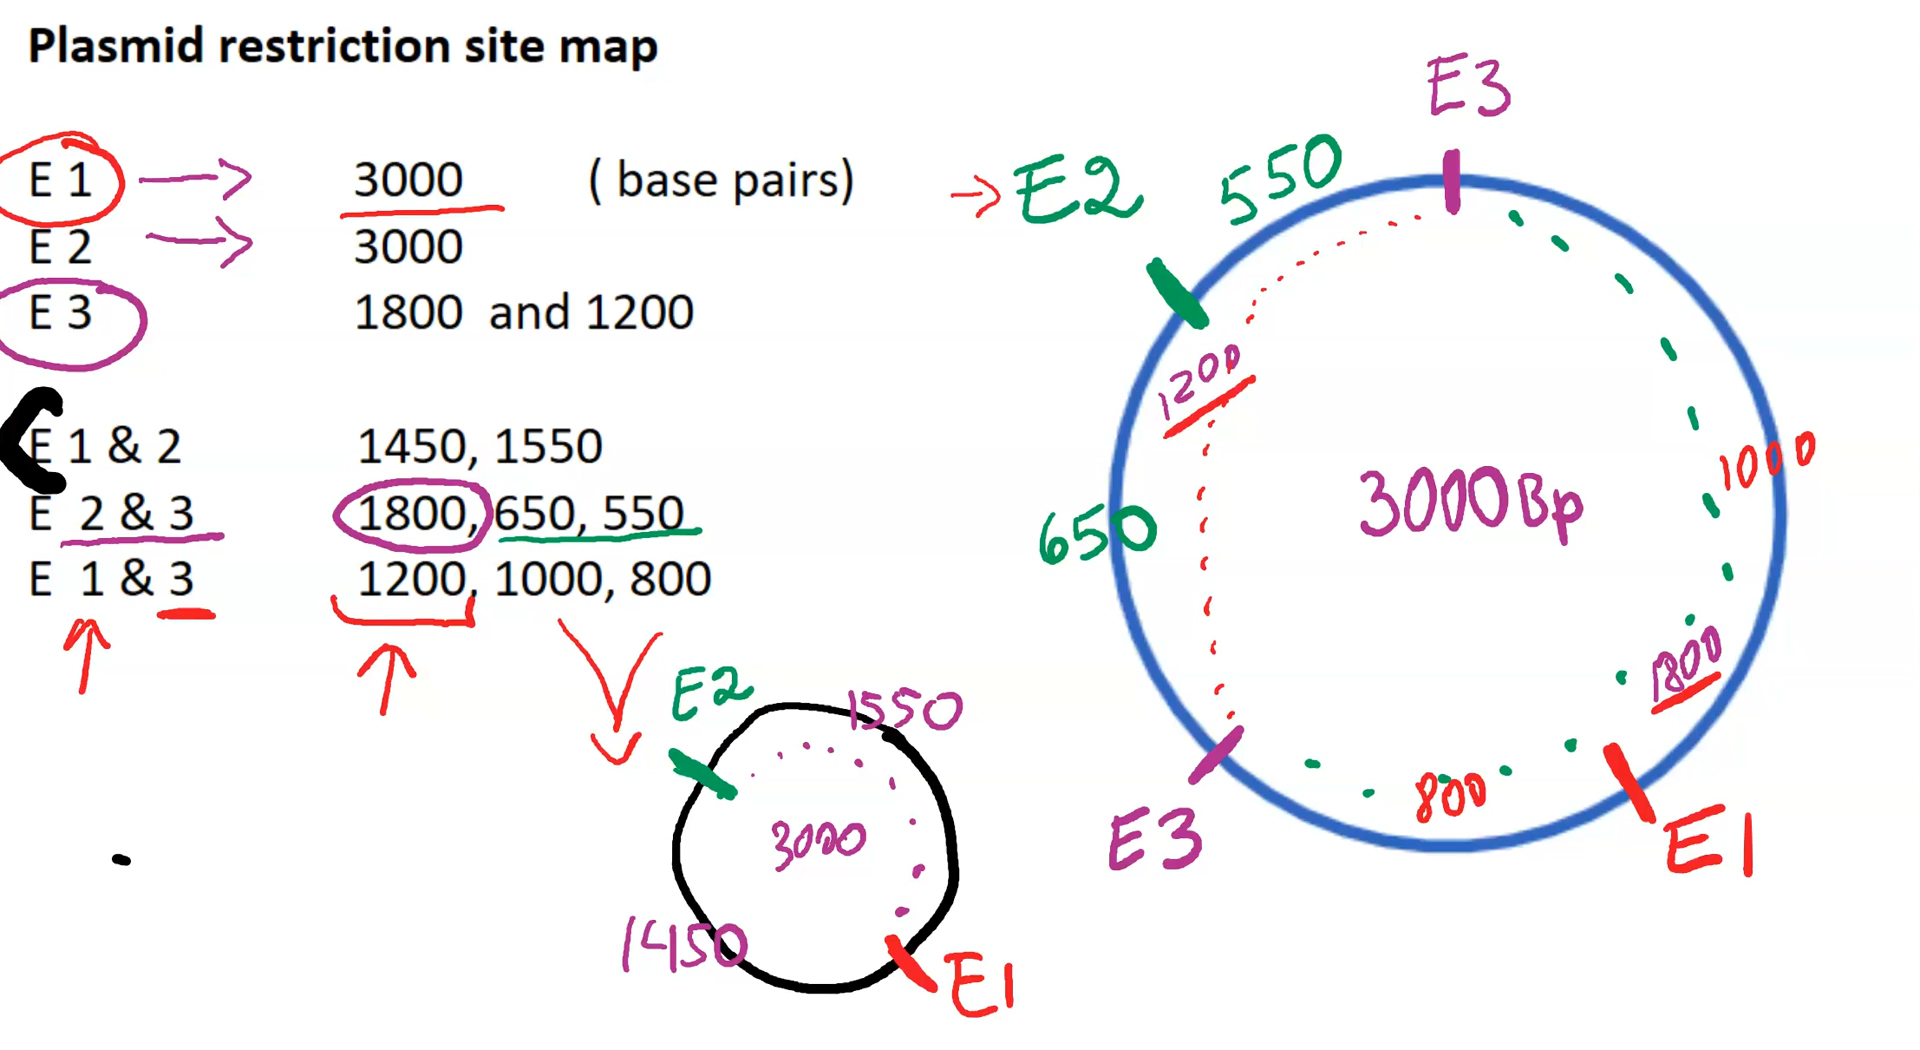 Plasmid restriction site map
E 1 3000 ( base pairs)
E 2 3000
E 3 1800 and 1200
E 1 & 2 1450, 1550
E 2 & 3 1800, 650, 550
E 1 & 3 1200, 1000, 800
E2
1550
3000
1450
E1
E3
550
E2
1200
1000
3000Bp
650
1800
800
E3
E1